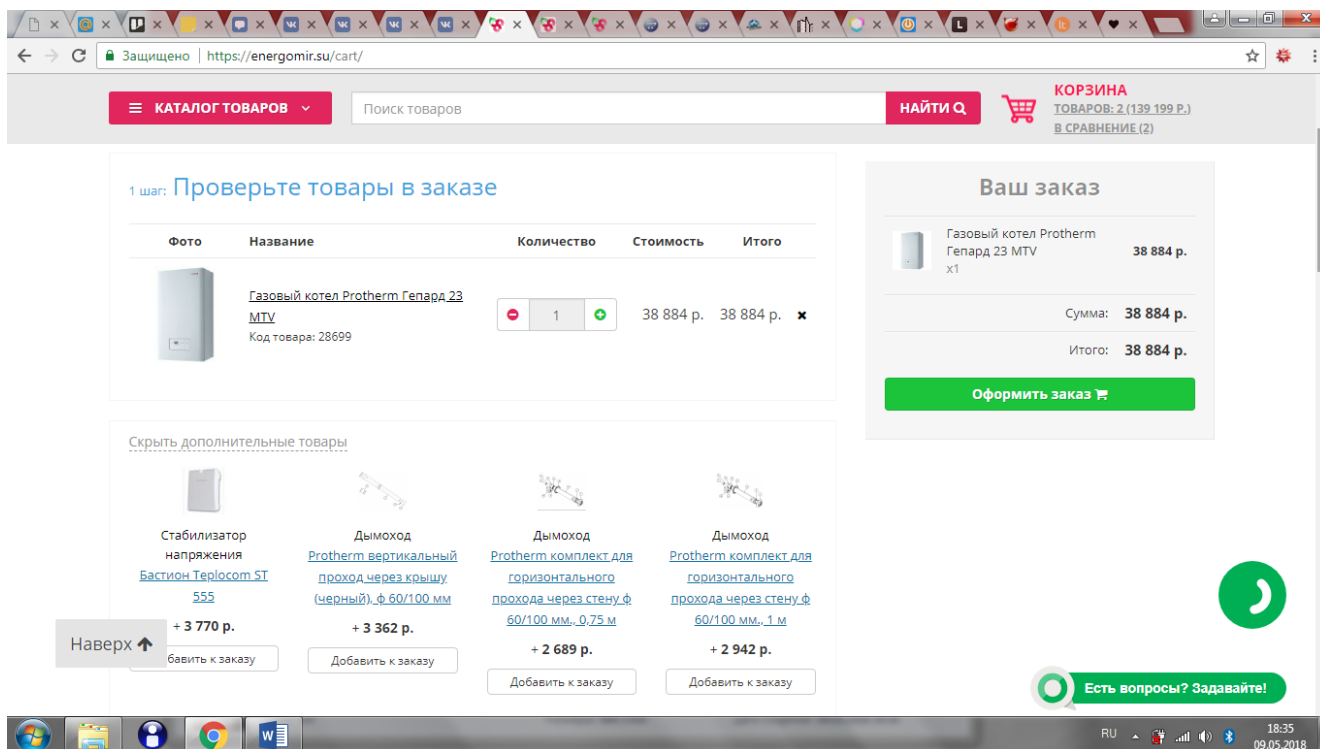 Защищено | https://energomir.su/cart/
КАТАЛОГ ТОВАРОВ
Поиск товаров
НАЙТИ
КОРЗИНА
ТОВАРОВ: 2 (139 199 Р.)
В СРАВНЕНИЕ (2)
1 шаг: Проверьте товары в заказе
Фото Название Количество Стоимость Итого
Газовый котел Protherm Гепард 23
MTV
Код товара: 28699
1
38 884 р. 38 884 р.
Ваш заказ
Газовый котел Protherm
Гепард 23 MTV
x1
38 884 р.
Сумма: 38 884 р.
Итого: 38 884 р.
Оформить заказ
Скрыть дополнительные товары
Стабилизатор
напряжения
Бастион Teplocom ST
555
+ 3 770 р.
бавить к заказу
Дымоход
Protherm вертикальный
проход через крышу
(черный), ф 60/100 мм
+ 3 362 р.
Добавить к заказу
Дымоход
Protherm комплект для
горизонтального
прохода через стену ф
60/100 мм., 0,75 м
+ 2 689 р.
Добавить к заказу
Дымоход
Protherm комплект для
горизонтального
прохода через стену ф
60/100 мм., 1 м
+ 2 942 р.
Добавить к заказу
Наверх
Есть вопросы? Задавайте!
RU
18:35
09.05.2018